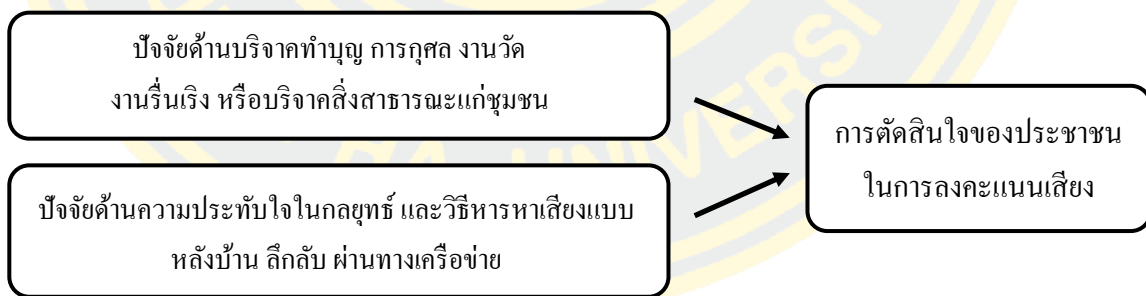 ปัจจัยด้านบริจาคทำบุญ การกุศล งานวัด
งานรื่นเริง หรือบริจาคสิ่งสาธารณะแก่ชุมชน
การตัดสินใจของประชาชน
ในการลงคะแนนเสียง
ปัจจัยด้านความประทับใจในกลยุทธ์ และวิธีหารหาเสียงแบบ
หลังบ้าน ลึกลับ ผ่านทางเครือข่าย